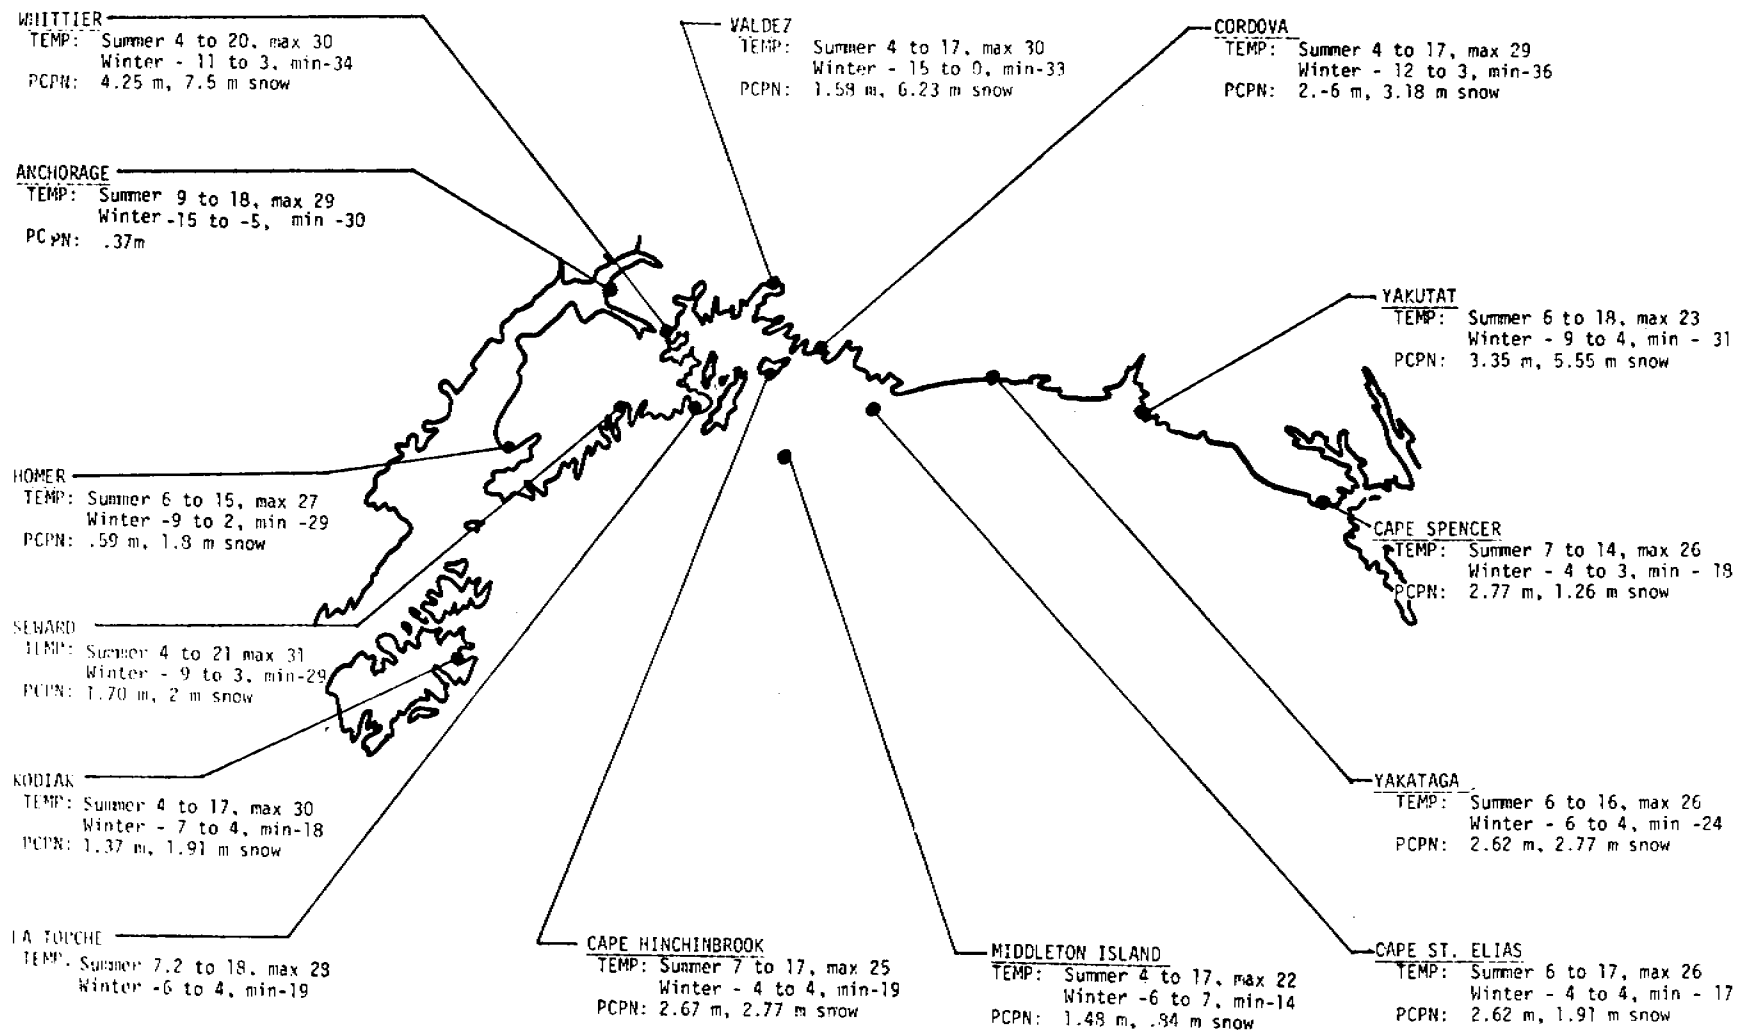 WHITTIER
TEMP: Summer 4 to 20, max 30
Winter - 11 to 3, min-34
PCPN: 4.25 m, 7.5 m snow
VALDEZ
TEMP: Summer 4 to 17, max 30
Winter - 15 to 0, min-33
PCPN: 1.59 m, 6.23 m snow
CORDOVA
TEMP: Summer 4 to 17, max 29
Winter - 12 to 3, min-36
PCPN: 2.-6 m, 3.18 m snow
ANCHORAGE
TEMP: Summer 9 to 18, max 29
Winter -15 to -5, min -30
PCPN: .37m
YAKUTAT
TEMP: Summer 6 to 18, max 23
Winter - 9 to 4, min - 31
PCPN: 3.35 m, 5.55 m snow
HOMER
TEMP: Summer 6 to 15, max 27
Winter -9 to 2, min -29
PCPN: .59 m, 1.8 m snow
CAPE SPENCER
TEMP: Summer 7 to 14, max 26
Winter - 4 to 3, min - 18
PCPN: 2.77 m, 1.26 m snow
SEWARD
TEMP: Summer 4 to 21 max 31
Winter - 9 to 3, min-29
PCPN: 1.70 m, 2 m snow
KODIAK
TEMP: Summer 4 to 17, max 30
Winter - 7 to 4, min-18
PCPN: 1.37 m, 1.91 m snow
YAKATAGA
TEMP: Summer 6 to 16, max 26
Winter - 6 to 4, min -24
PCPN: 2.62 m, 2.77 m snow
LA TOUCHE
TEMP. Summer 7.2 to 18. max 28
Winter -6 to 4, min-19
CAPE HINCHINBROOK
TEMP: Summer 7 to 17, max 25
Winter - 4 to 4, min-19
PCPN: 2.67 m, 2.77 m snow
MIDDLETON ISLAND
TEMP: Summer 4 to 17, max 22
Winter -6 to 7, min-14
PCPN: 1.48 m, .84 m snow
CAPE ST. ELIAS
TEMP: Summer 6 to 17, max 26
Winter - 4 to 4, min - 17
PCPN: 2.62 m, 1.91 m snow